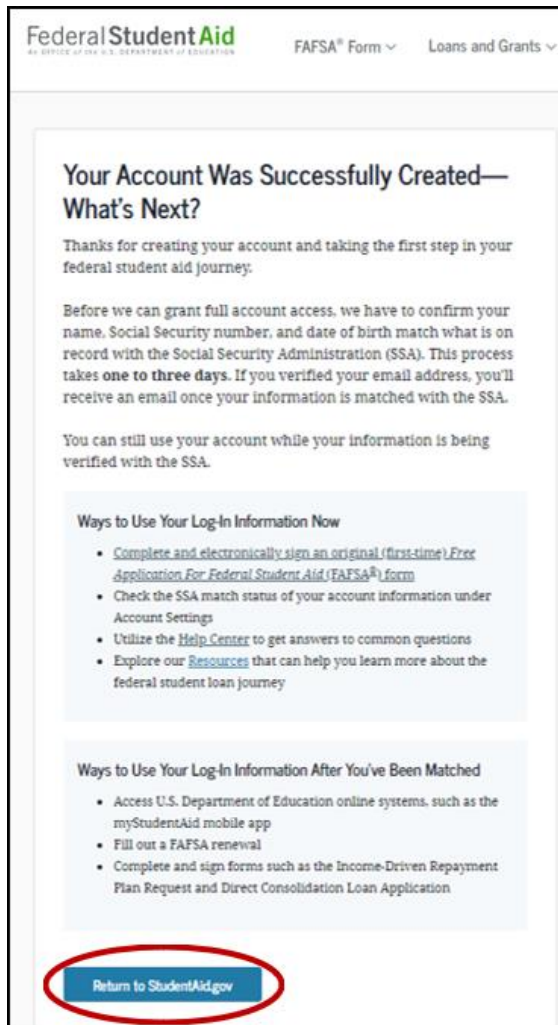 Federal Student Aid
An OFFICE of the U.S. DEPARTMENT of EDUCATION
FAFSA® Form
Loans and Grants
Your Account Was Successfully Created—
What's Next?
Thanks for creating your account and taking the first step in your
federal student aid journey.
Before we can grant full account access, we have to confirm your
name, Social Security number, and date of birth match what is on
record with the Social Security Administration (SSA). This process
takes one to three days. If you verified your email address, you'll
receive an email once your information is matched with the SSA.
You can still use your account while your information is being
verified with the SSA.
Ways to Use Your Log-In Information Now
• Complete and electronically sign an original (first-time) Free
Application For Federal Student Aid (FAFSA®) form
• Check the SSA match status of your account information under
Account Settings
• Utilize the Help Center to get answers to common questions
• Explore our Resources that can help you learn more about the
federal student loan journey
Ways to Use Your Log-In Information After You've Been Matched
• Access U.S. Department of Education online systems, such as the
myStudentAid mobile app
• Fill out a FAFSA renewal
• Complete and sign forms such as the Income-Driven Repayment
Plan Request and Direct Consolidation Loan Application
Return to StudentAid.gov